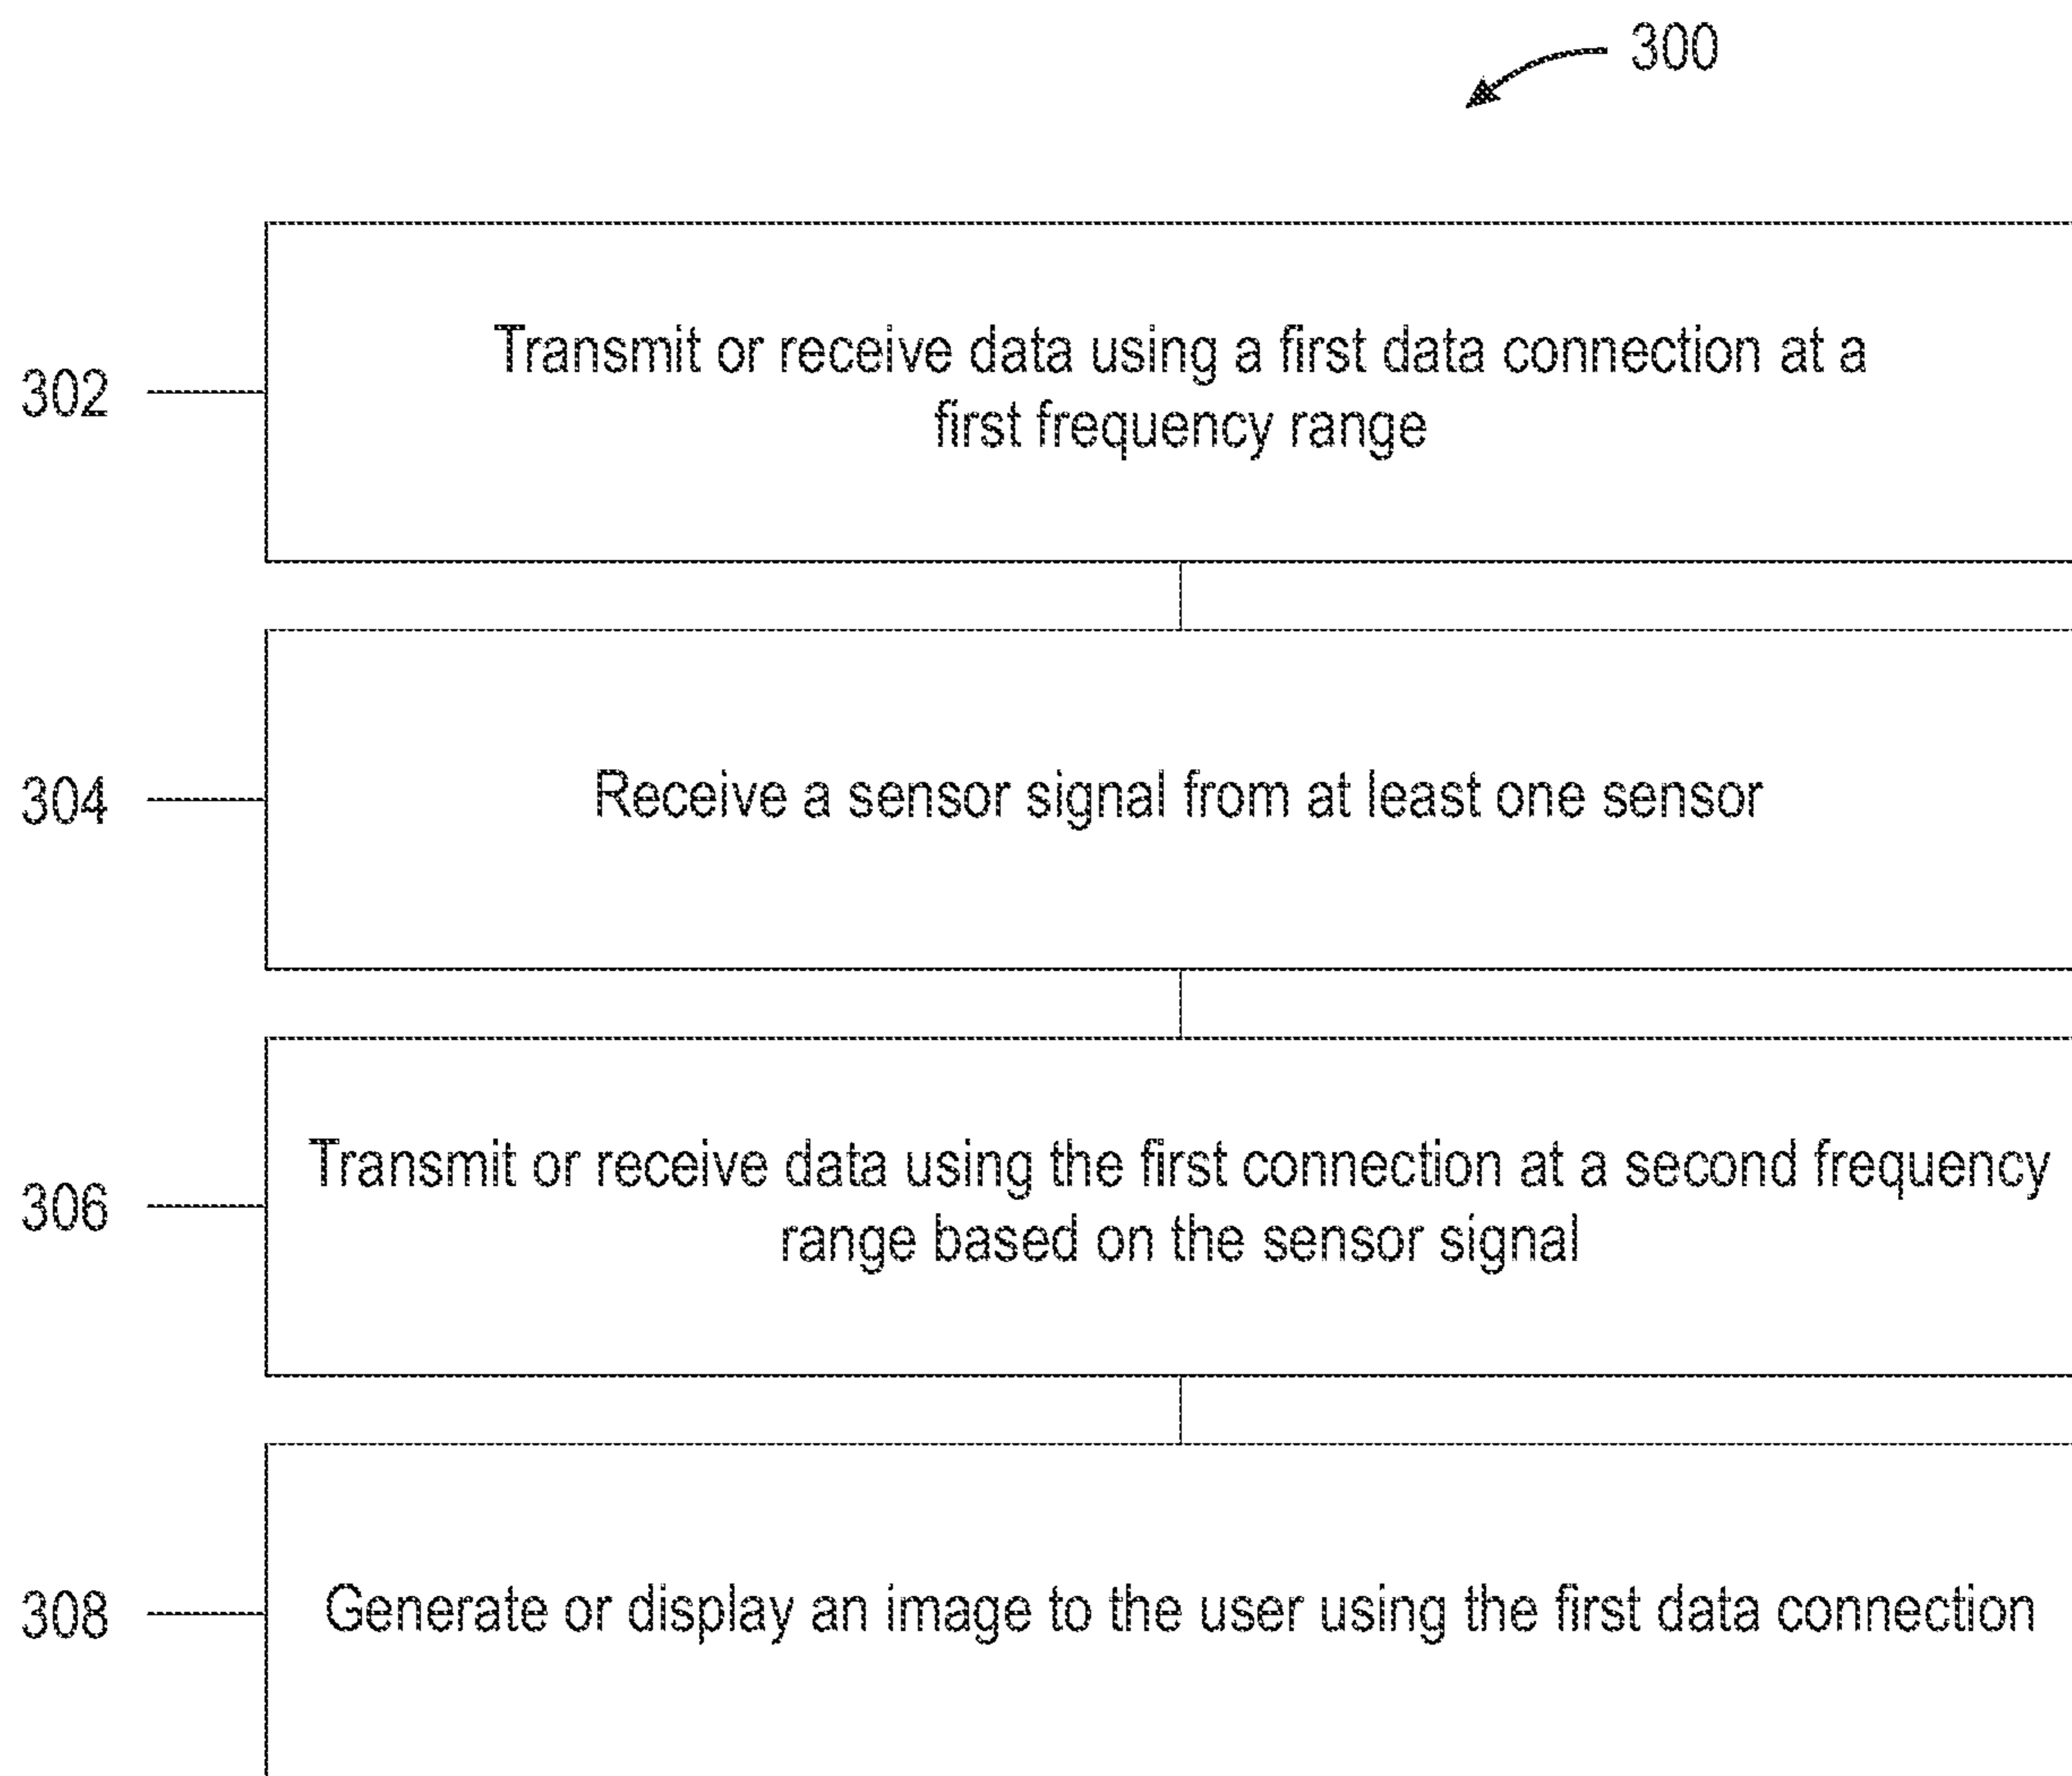 300
302
Transmit or receive data using a first data connection at a
first frequency range
304
Receive a sensor signal from at least one sensor
306
Transmit or receive data using the first connection at a second frequency
range based on the sensor signal
308
Generate or display an image to the user using the first data connection